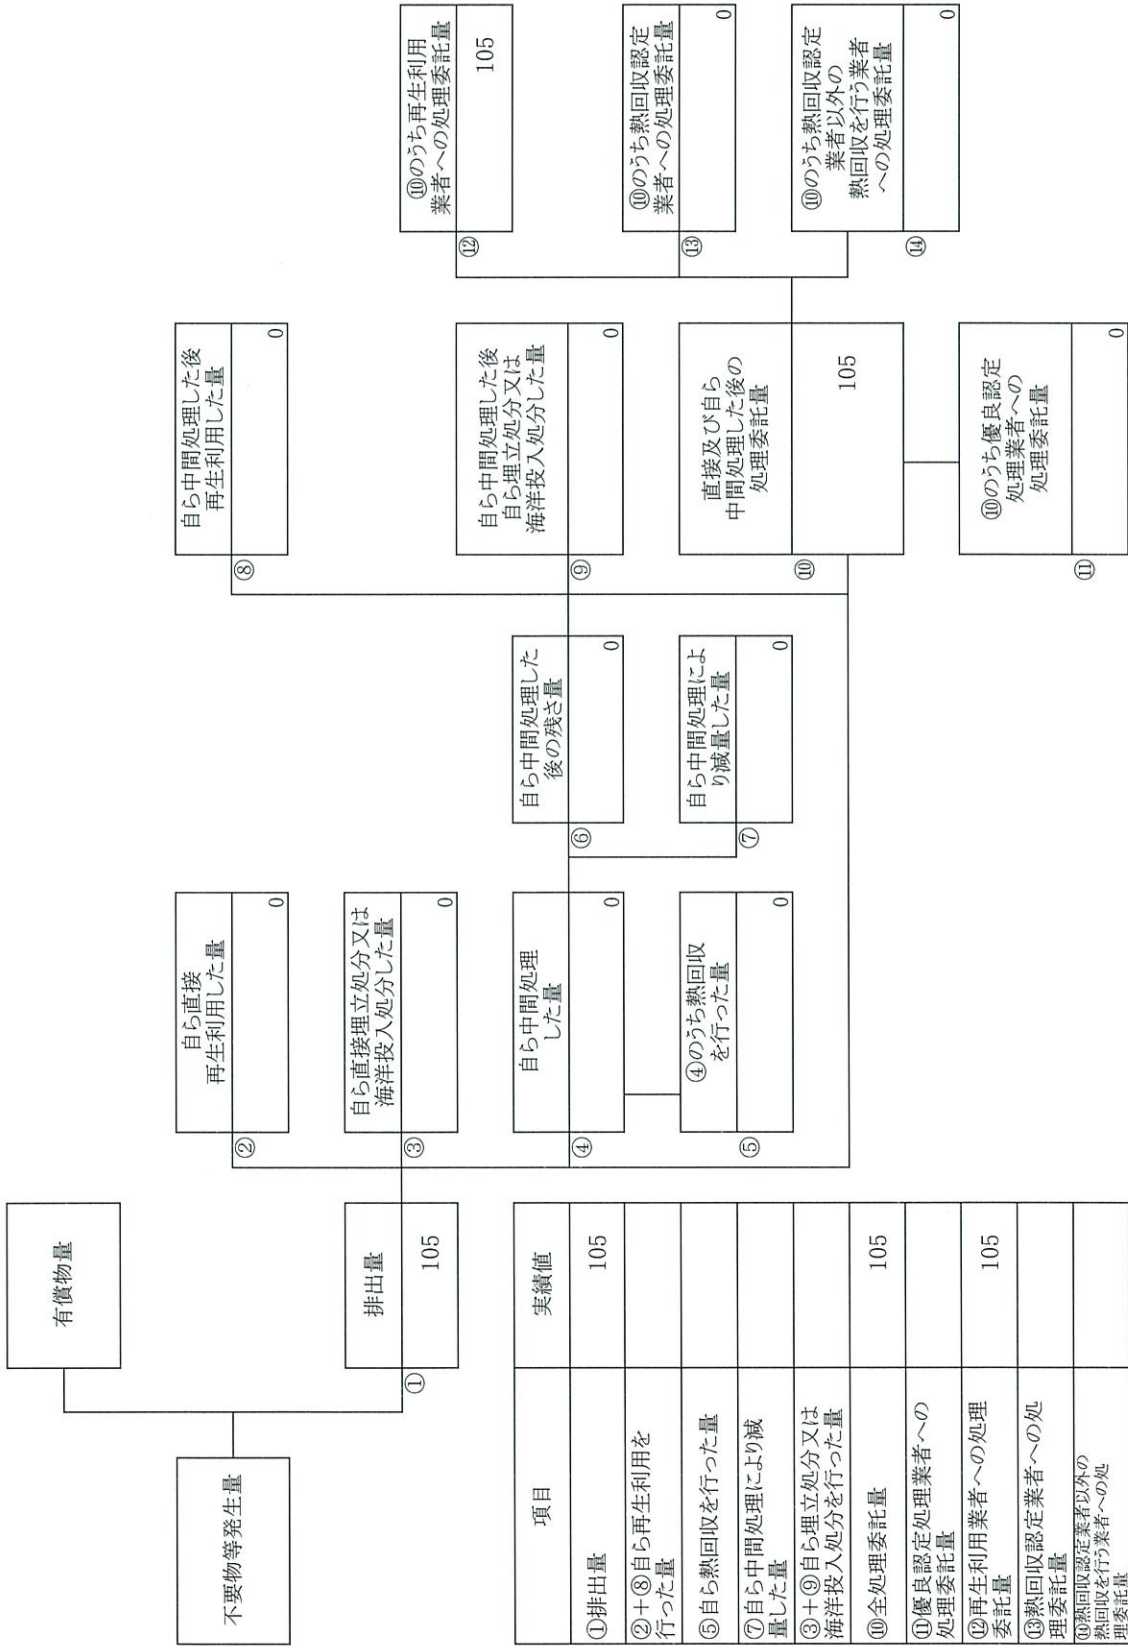 不要物等発生量
有償物量
排出量
①
105
自ら直接
再生利用した量
②
0
自ら直接埋立処分又は
海洋投入処分した量
③
0
自ら中間処理
した量
④
0
④のうち熱回収
を行った量
⑤
0
自ら中間処理した
後の残さ量
⑥
0
自ら中間処理によ
り減量した量
⑦
0
自ら中間処理した後
再生利用した量
⑧
0
自ら中間処理した後
自ら埋立処分又は
海洋投入処分した量
⑨
0
直接及び自ら
中間処理した後の
処理委託量
⑩
105
⑩のうち優良認定
処理業者への
処理委託量
⑪
0
⑩のうち再生利用
業者への処理委託量
⑫
105
⑩のうち熱回収認定
業者への処理委託量
⑬
0
⑩のうち熱回収認定
業者以外の
熱回収を行う業者
への処理委託量
⑭
0
項目 実績値
①排出量 105
②+⑧自ら再生利用を
行った量
⑤自ら熱回収を行った量
⑦自ら中間処理により減
量した量
③+⑨自ら埋立処分又は
海洋投入処分を行った量
⑩全処理委託量 105
⑪優良認定処理業者への
処理委託量
⑫再生利用業者への処理
委託量 105
⑬熱回収認定業者への処
理委託量
⑭熱回収認定業者以外の
熱回収を行う業者への処
理委託量